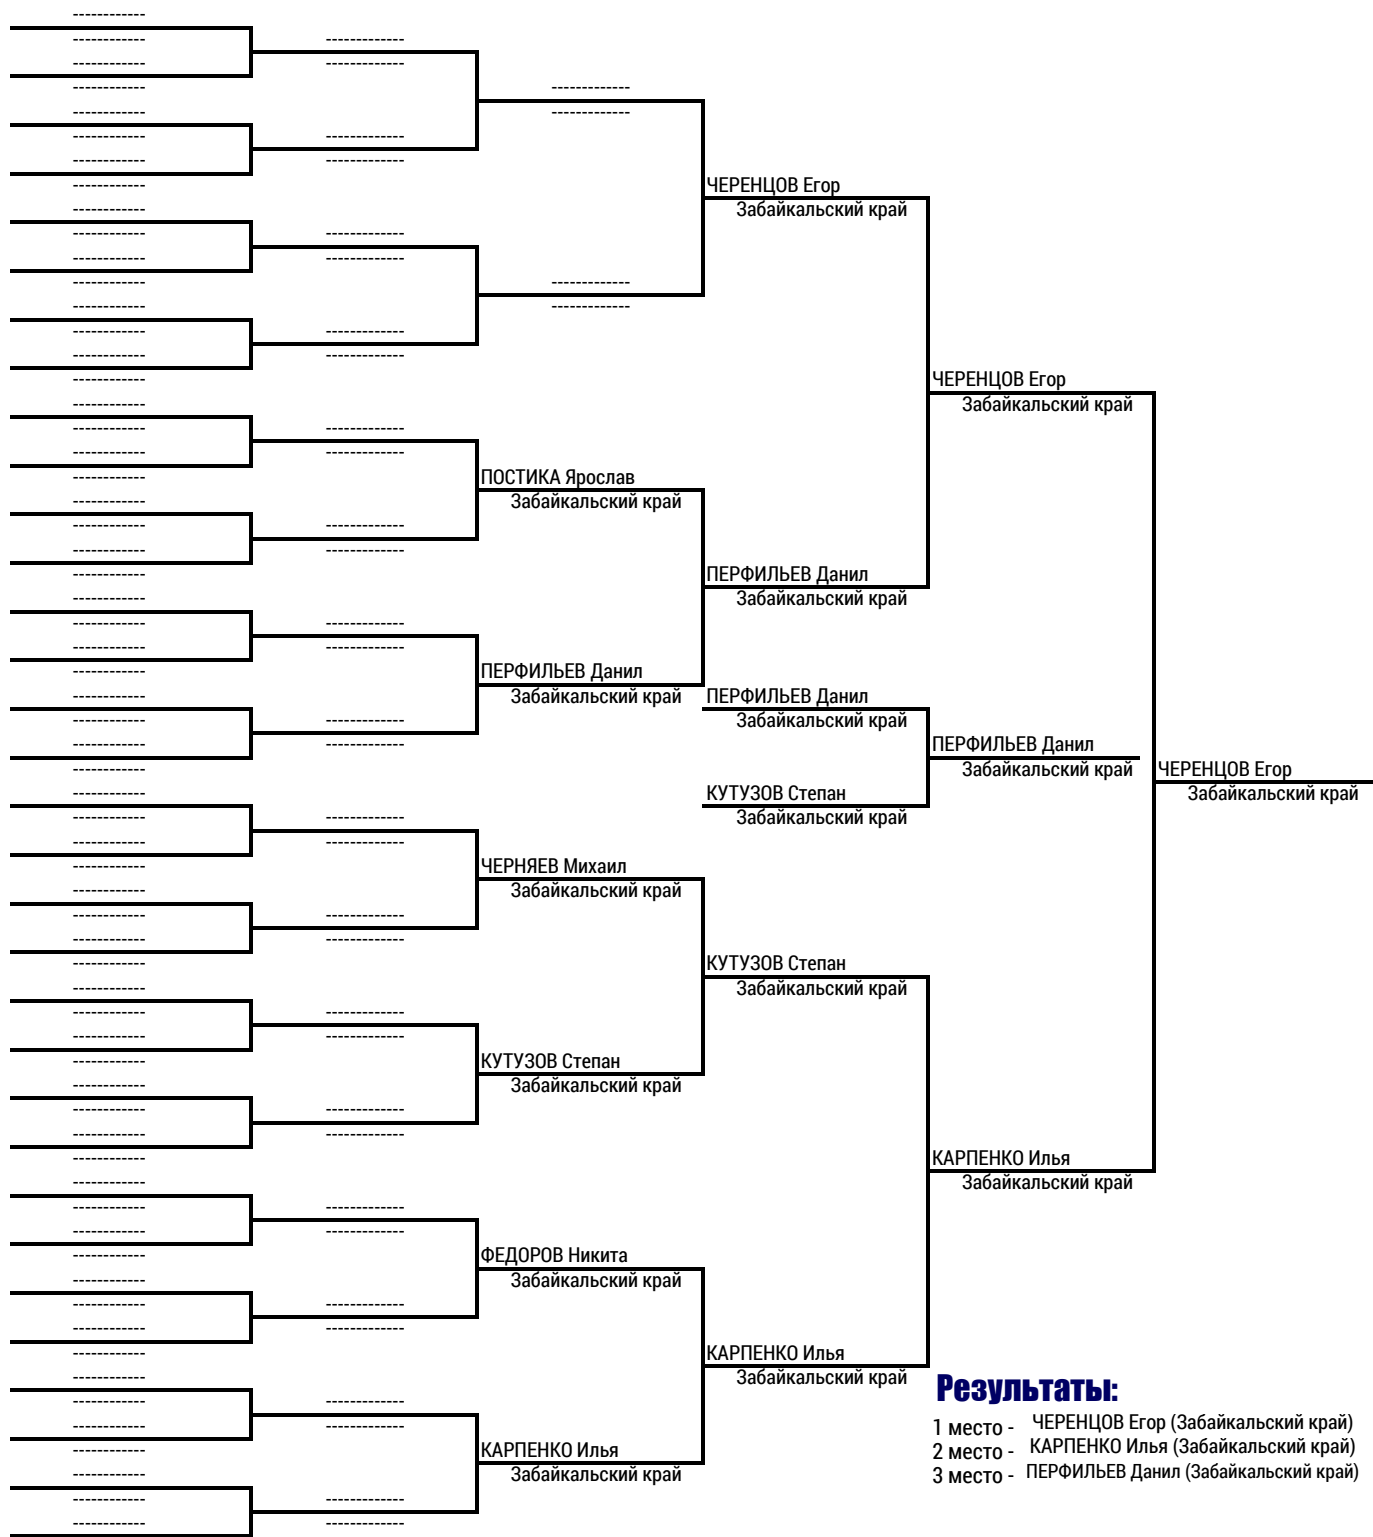 ЧЕРЕНЦОВ Егор
Забайкальский край
ЧЕРЕНЦОВ Егор
Забайкальский край
ПОСТИКА Ярослав
Забайкальский край
ПЕРФИЛЬЕВ Данил
Забайкальский край
ПЕРФИЛЬЕВ Данил
Забайкальский край
ПЕРФИЛЬЕВ Данил
Забайкальский край
ПЕРФИЛЬЕВ Данил
Забайкальский край
ЧЕРЕНЦОВ Егор
Забайкальский край
КУТУЗОВ Степан
Забайкальский край
ЧЕРНЯЕВ Михаил
Забайкальский край
КУТУЗОВ Степан
Забайкальский край
КУТУЗОВ Степан
Забайкальский край
КАРПЕНКО Илья
Забайкальский край
ФЕДОРОВ Никита
Забайкальский край
КАРПЕНКО Илья
Забайкальский край
КАРПЕНКО Илья
Забайкальский край
Результаты:
1 место - ЧЕРЕНЦОВ Егор (Забайкальский край)
2 место - КАРПЕНКО Илья (Забайкальский край)
3 место - ПЕРФИЛЬЕВ Данил (Забайкальский край)